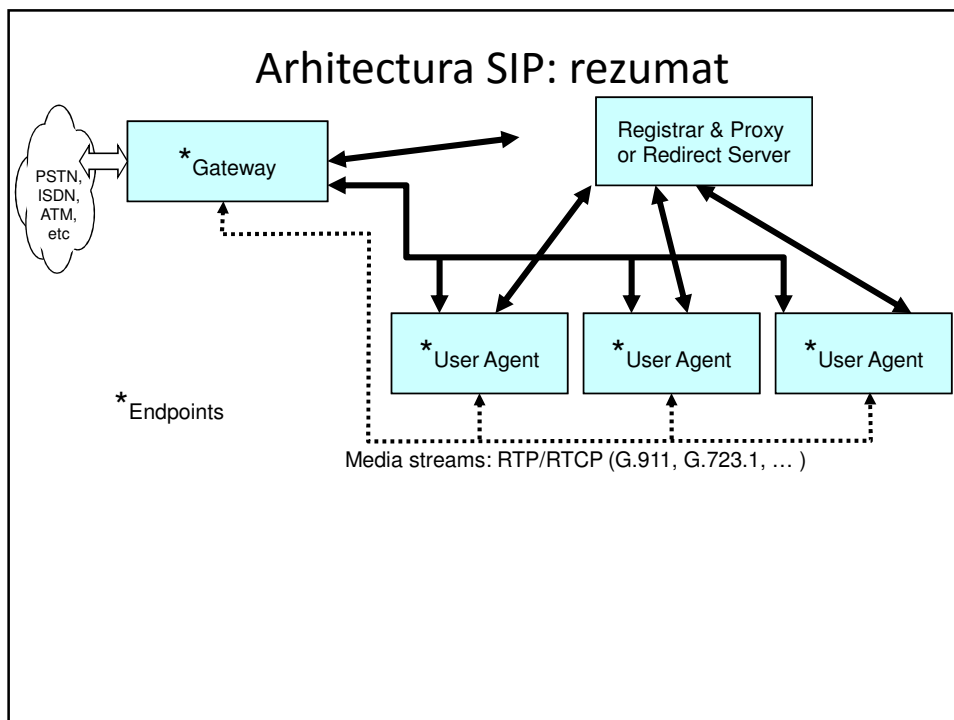 Arhitectura SIP: rezumat
PSTN,
ISDN,
ATM,
etc
*Gateway
Registrar & Proxy
or Redirect Server
*User Agent
*User Agent
*User Agent
*Endpoints
Media streams: RTP/RTCP (G.911, G.723.1, … )